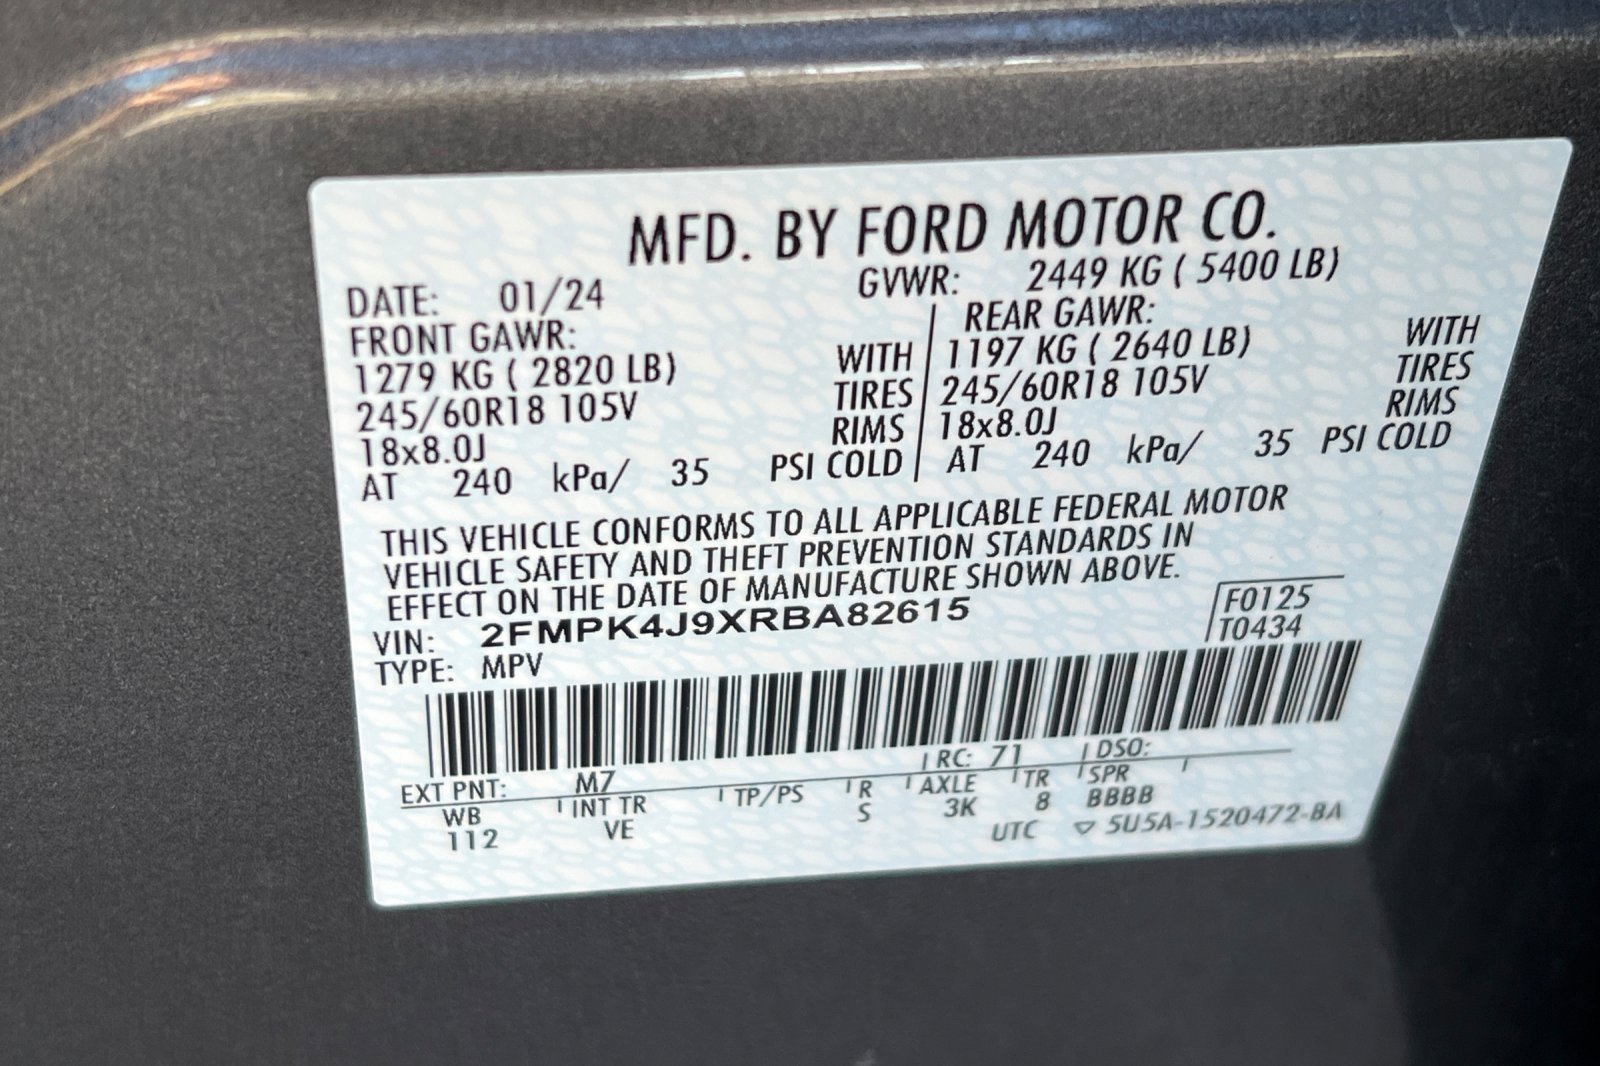 MFD. BY FORD MOTOR CO.
DATE: 01/24 GVWR: 2449 KG ( 5400 LB)
FRONT GAWR: REAR GAWR:
1279 KG ( 2820 LB) WITH 1197 KG ( 2640 LB) WITH
245/60R18 105V TIRES 245/60R18 105V TIRES
18x8.0J RIMS 18x8.0J RIMS
AT 240 kPa/ 35 PSI COLD AT 240 kPa/ 35 PSI COLD
THIS VEHICLE CONFORMS TO ALL APPLICABLE FEDERAL MOTOR
VEHICLE SAFETY AND THEFT PREVENTION STANDARDS IN
EFFECT ON THE DATE OF MANUFACTURE SHOWN ABOVE.
VIN: 2FMPK4J9XRBA82615 F0125
TYPE: MPV T0434
EXT PNT: M7 RC: 71 DSO:
WB INT TR TP/PS R AXLE TR SPR
112 VE S 3K 8 BBBB
UTC ▽ 5U5A-1520472-BA